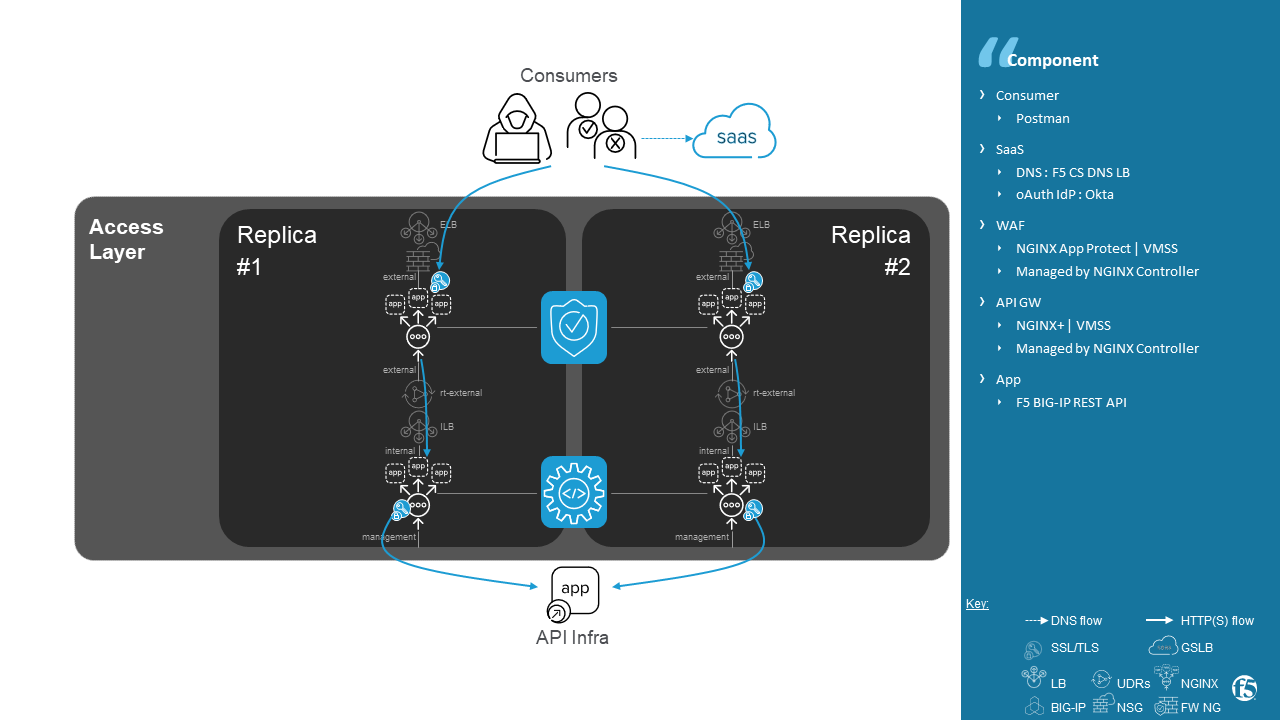 Consumers
saas
Access
Layer
Replica
#1
ELB
external
app
app
app
external
rt-external
ILB
internal
app
app
app
management
Replica
#2
ELB
external
app
app
app
external
rt-external
ILB
internal
app
app
app
management
app
API Infra
Component
Consumer
Postman
SaaS
DNS : F5 CS DNS LB
oAuth IdP : Okta
WAF
NGINX App Protect | VMSS
Managed by NGINX Controller
API GW
NGINX+ | VMSS
Managed by NGINX Controller
App
F5 BIG-IP REST API
Key:
DNS flow
HTTP(S) flow
SSL/TLS
GSLB
LB
UDRs
NGINX
BIG-IP
NSG
FW NG
f5